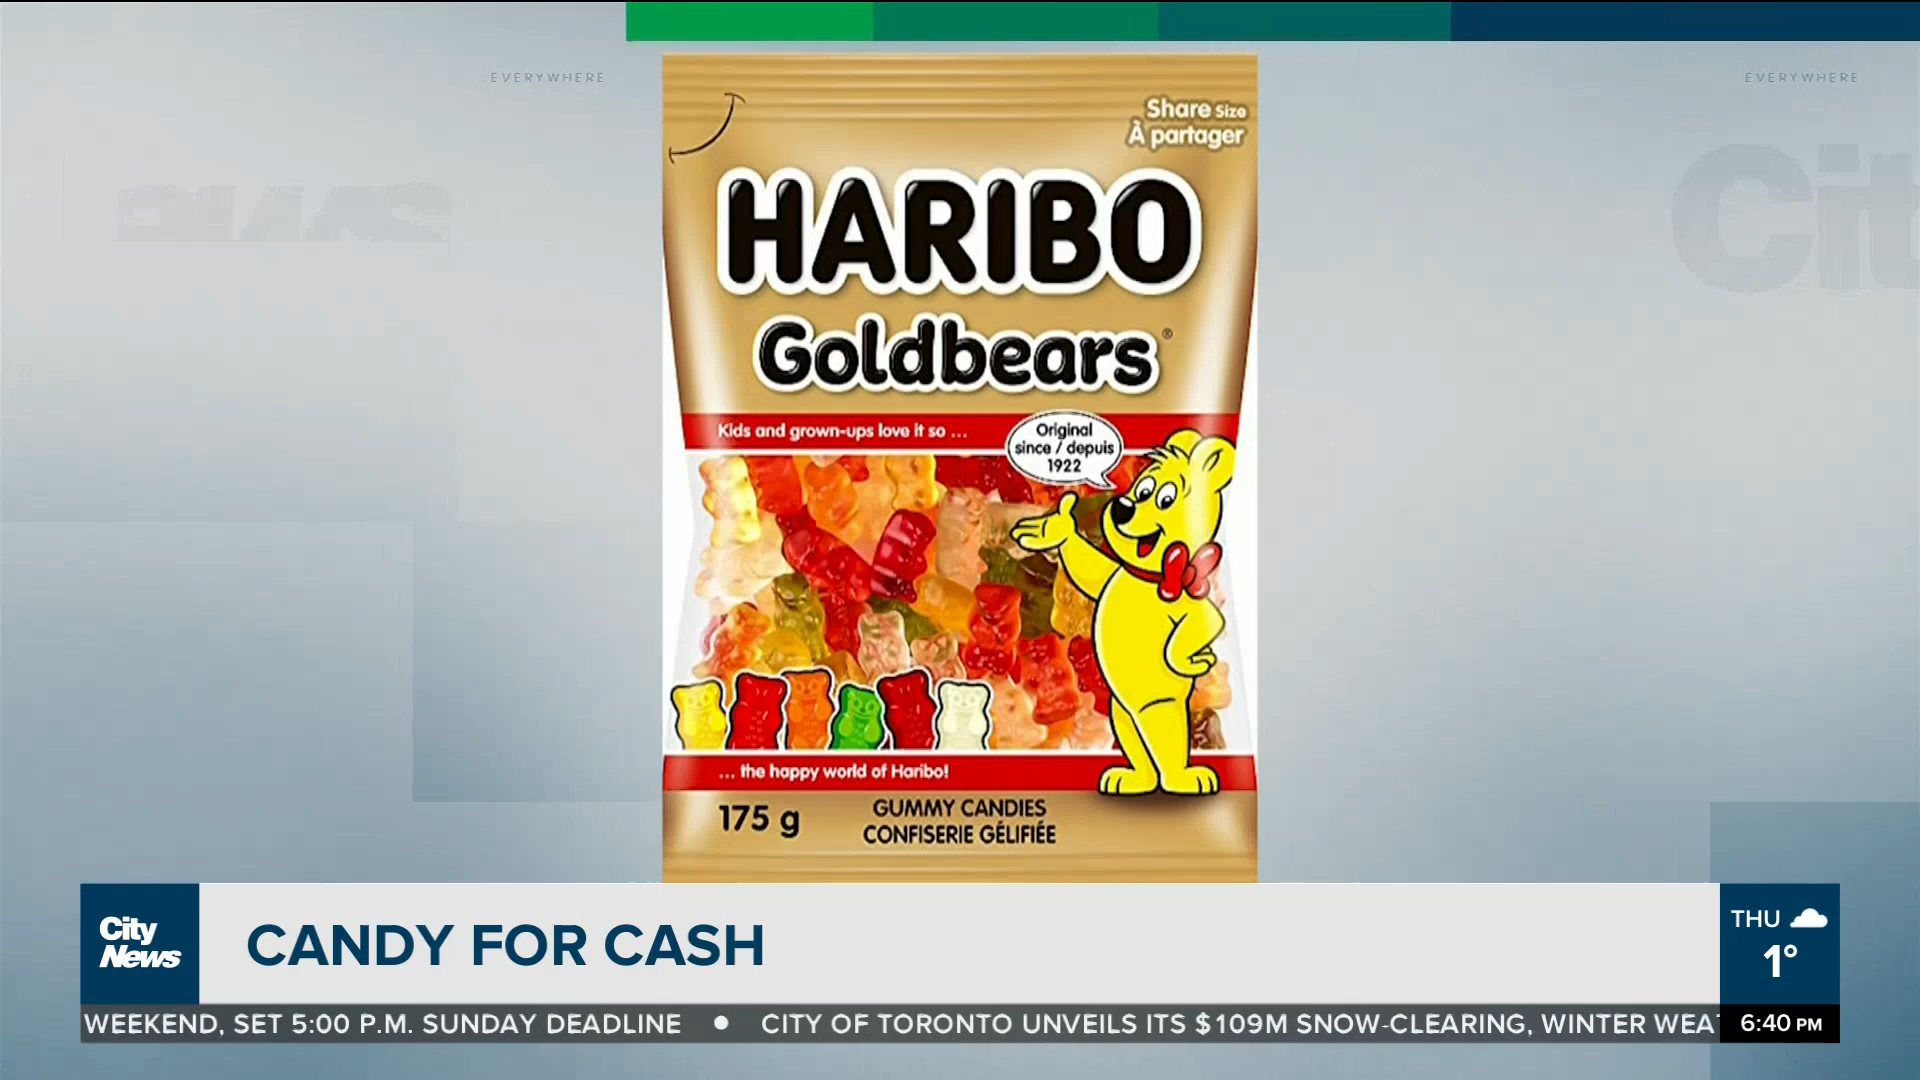 EVERYWHERE
EVERYWHERE
Cit
Share Size
À partager
HARIBO
Goldbears®
Kids and grown-ups love it so ...
Original
since / depuis
1922
... the happy world of Haribo!
175 g
GUMMY CANDIES
CONFISERIE GÉLIFIÉE
City
News
CANDY FOR CASH
THU
1°
WEEKEND, SET 5:00 P.M. SUNDAY DEADLINE • CITY OF TORONTO UNVEILS ITS $109M SNOW-CLEARING, WINTER WEA
6:40 PM